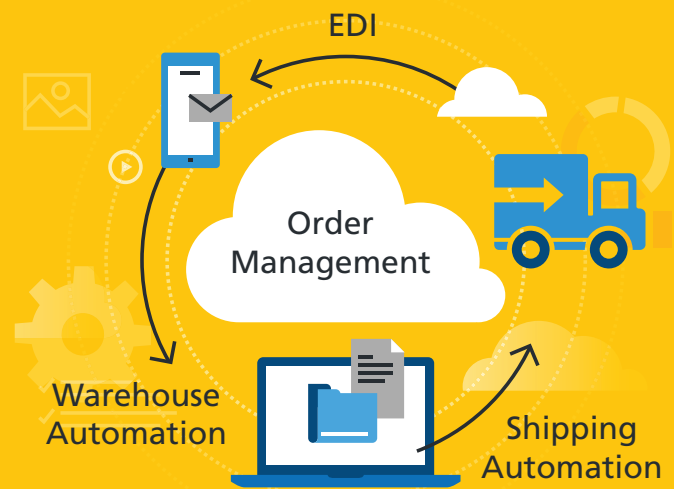 EDI
Order
Management
Warehouse
Automation
Shipping
Automation